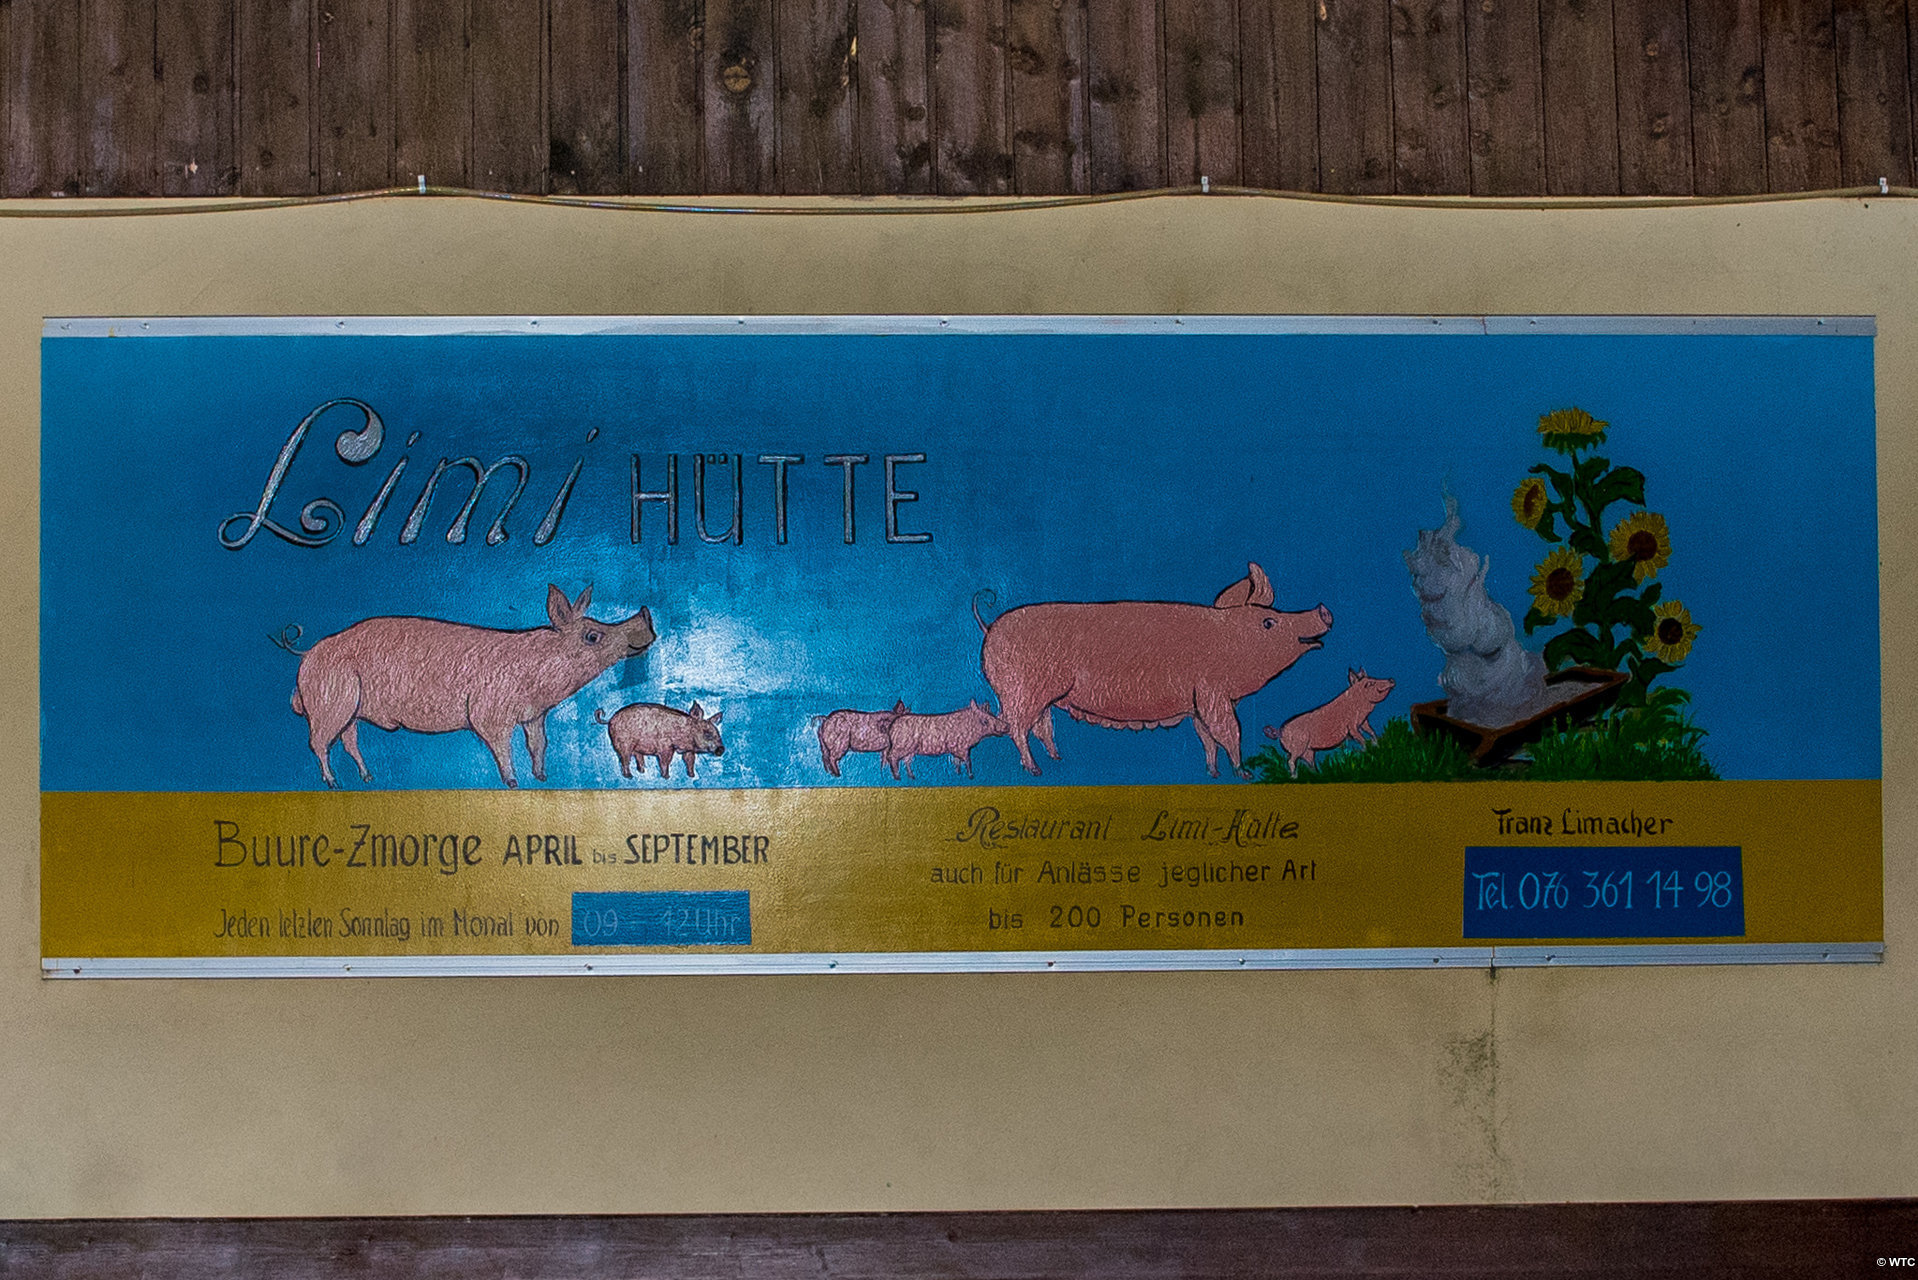 Limi HÜTTE
Buure-Zmorge APRIL bis SEPTEMBER
Jeden letzten Sonntag im Monat von 09 - 12 Uhr
Restaurant Limi-Hütte
auch für Anlässe jeglicher Art
bis 200 Personen
Franz Limacher
Tel. 076 361 14 98
© WTC